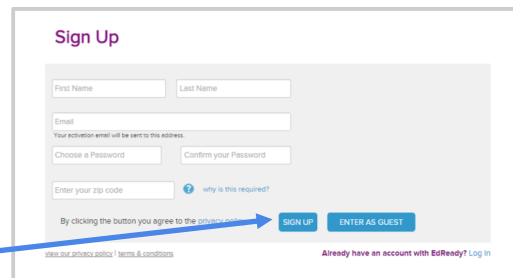 Sign Up
First Name Last Name
Email
Your activation email will be sent to this address.
Choose a Password Confirm your Password
Enter your zip code ? why is this required?
By clicking the button you agree to the privacy SIGN UP ENTER AS GUEST
view our privacy policy | terms & conditions Already have an account with EdReady? Log In